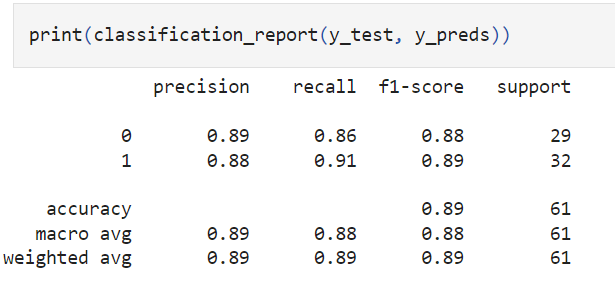 print(classification_report(y_test, y_preds))
precision recall f1-score support
0 0.89 0.86 0.88 29
1 0.88 0.91 0.89 32
accuracy 0.89 61
macro avg 0.89 0.88 0.88 61
weighted avg 0.89 0.89 0.89 61